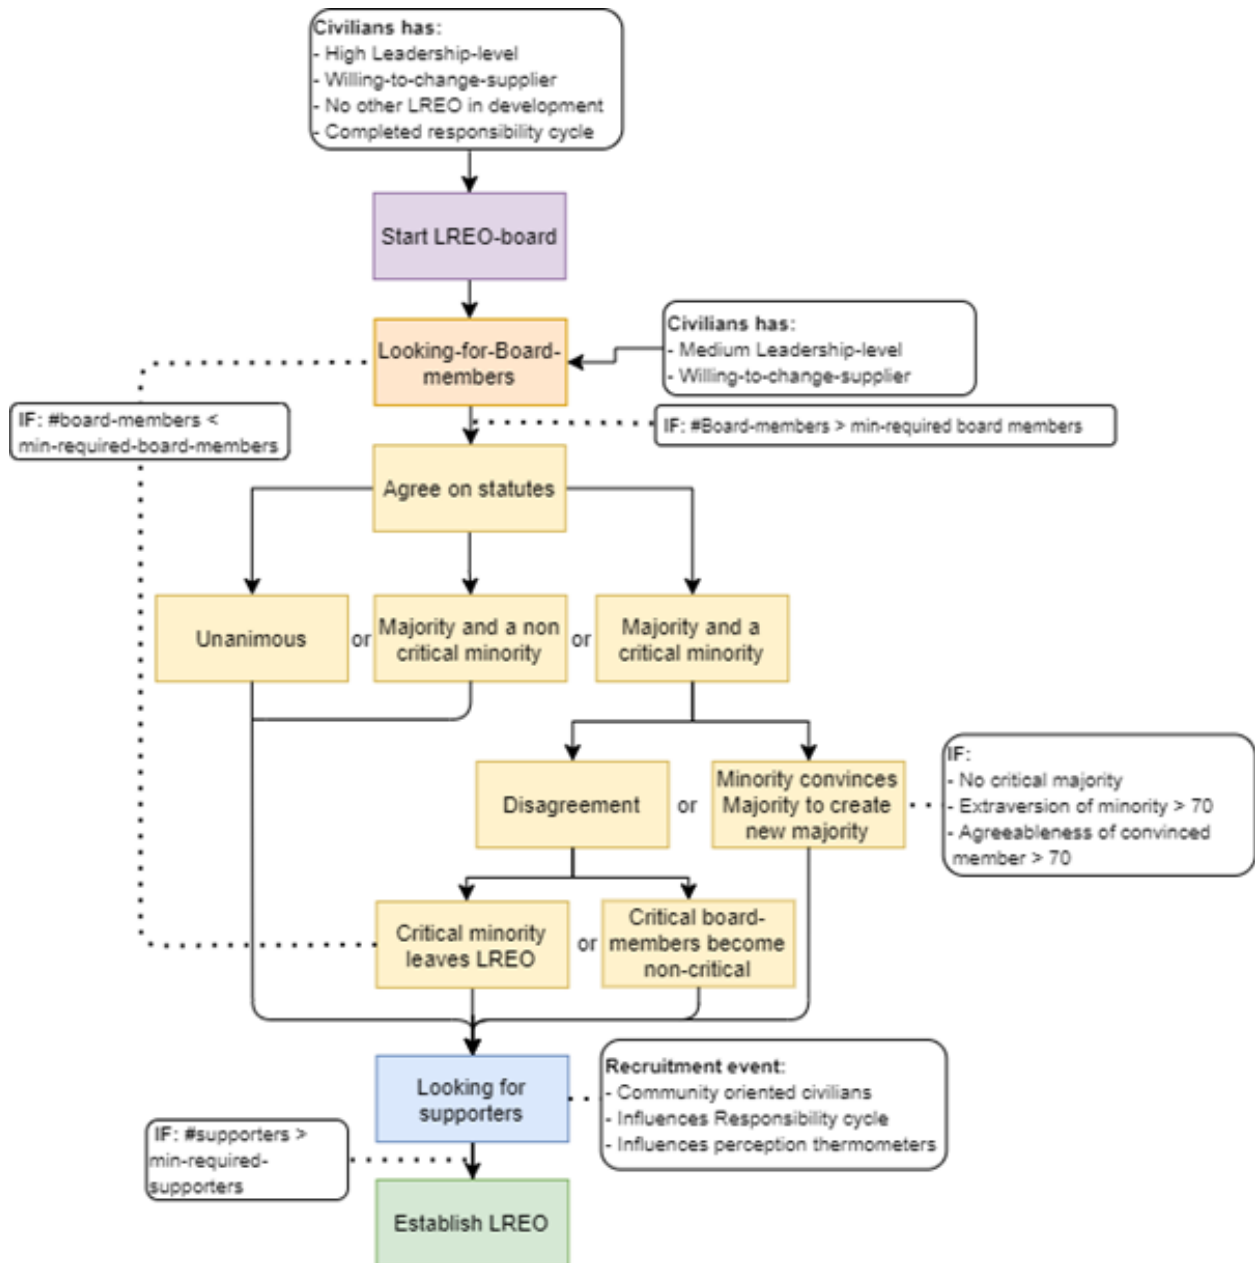 Civilians has:
- High Leadership-level
- Willing-to-change-supplier
- No other LREO in development
- Completed responsibility cycle
Start LREO-board
Looking-for-Board-
members
Civilians has:
- Medium Leadership-level
- Willing-to-change-supplier
IF: #board-members <
min-required-board-members
IF: #Board-members > min-required board members
Agree on statutes
Unanimous
or
Majority and a non
critical minority
or
Majority and a
critical minority
Disagreement
or
Minority convinces
Majority to create
new majority
IF:
- No critical majority
- Extraversion of minority > 70
- Agreeableness of convinced
member > 70
Critical minority
leaves LREO
or
Critical board-
members become
non-critical
Looking for
supporters
Recruitment event:
- Community oriented civilians
- Influences Responsibility cycle
- Influences perception thermometers
IF: #supporters >
min-required-
supporters
Establish LREO